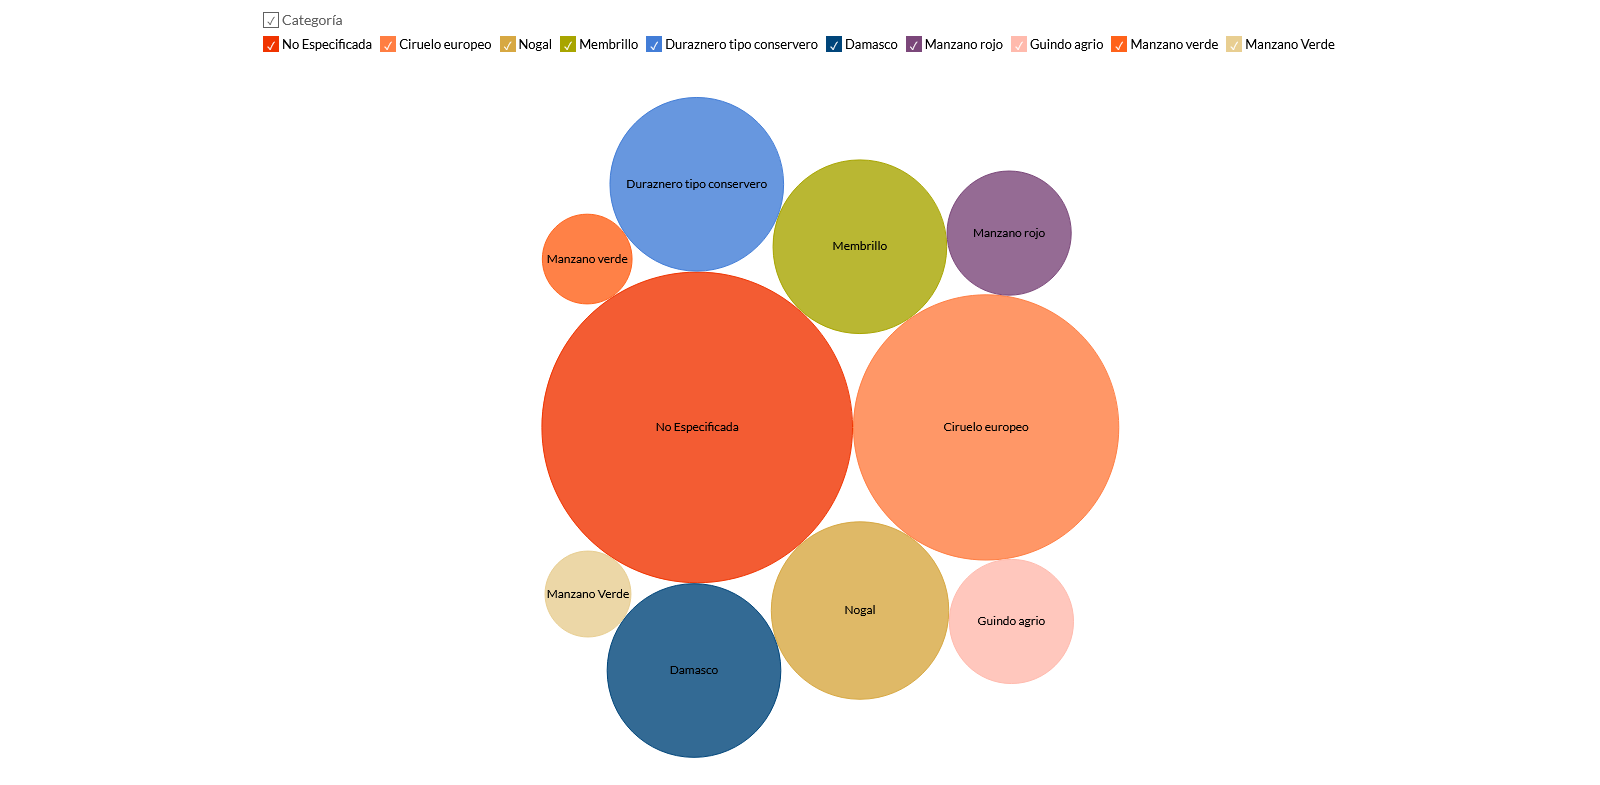 Categoría
No Especificada Ciruelo europeo Nogal Membrillo Duraznero tipo conservero Damasco Manzano rojo Guindo agrio Manzano verde Manzano Verde
Duraznero tipo conservero
Membrillo
Manzano rojo
Manzano verde
No Especificada
Ciruelo europeo
Manzano Verde
Nogal
Guindo agrio
Damasco